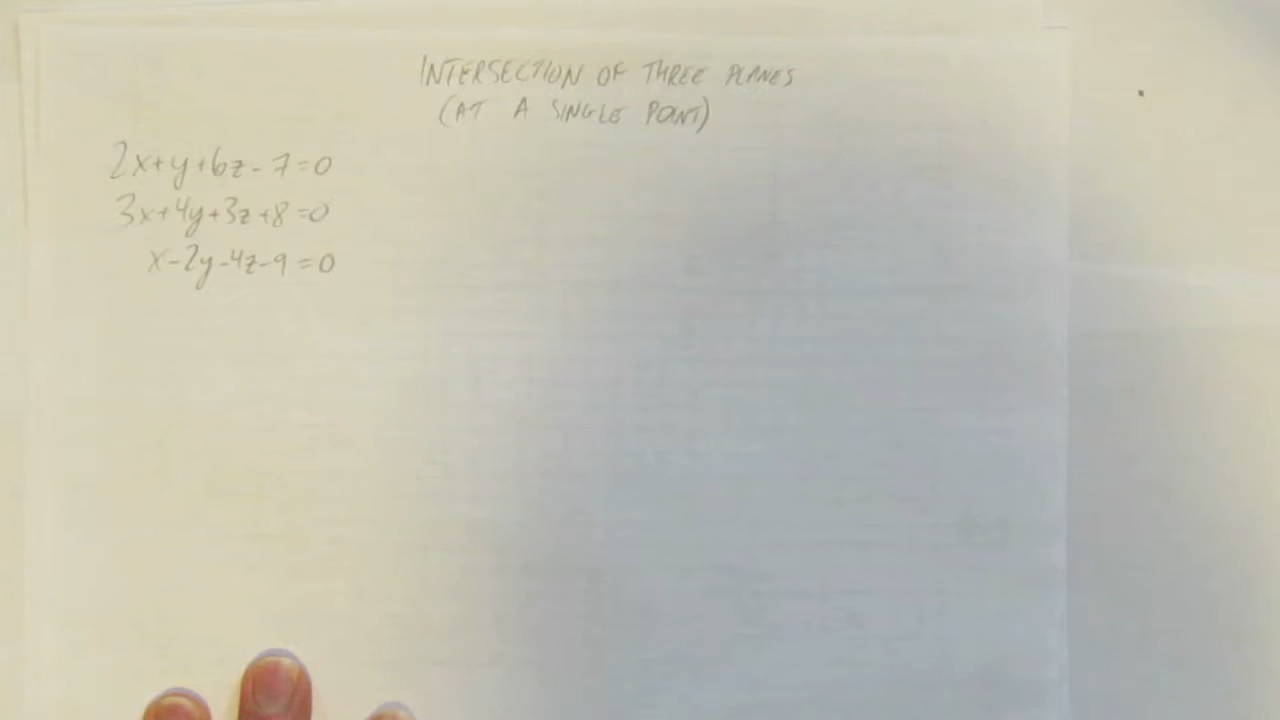 INTERSECTION OF THREE PLANES
(AT A SINGLE POINT)
2x+y+6z-7=0
3x+4y+3z+8=0
x-2y-4z-9=0